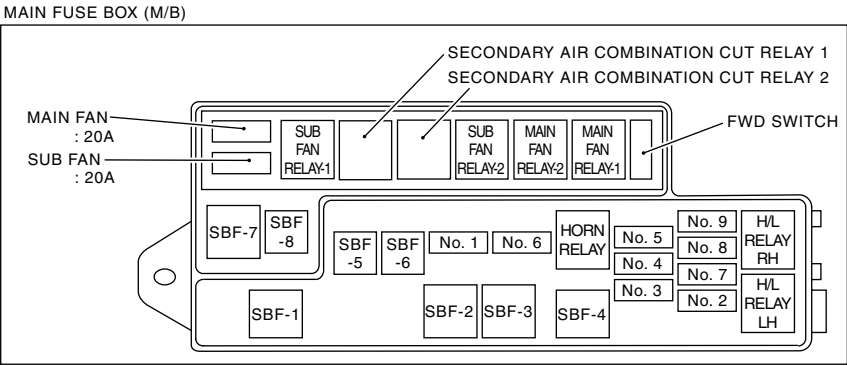 MAIN FUSE BOX (M/B)
SECONDARY AIR COMBINATION CUT RELAY 1
SECONDARY AIR COMBINATION CUT RELAY 2
MAIN FAN
: 20A
SUB FAN
: 20A
FWD SWITCH
SUB
FAN
RELAY-1
SUB
FAN
RELAY-2
MAIN
FAN
RELAY-2
MAIN
FAN
RELAY-1
SBF-7
SBF
-8
SBF
-5
SBF
-6
No. 1
No. 6
HORN
RELAY
No. 5
No. 4
No. 3
No. 9
No. 8
No. 7
No. 2
H/L
RELAY
RH
H/L
RELAY
LH
SBF-1
SBF-2
SBF-3
SBF-4